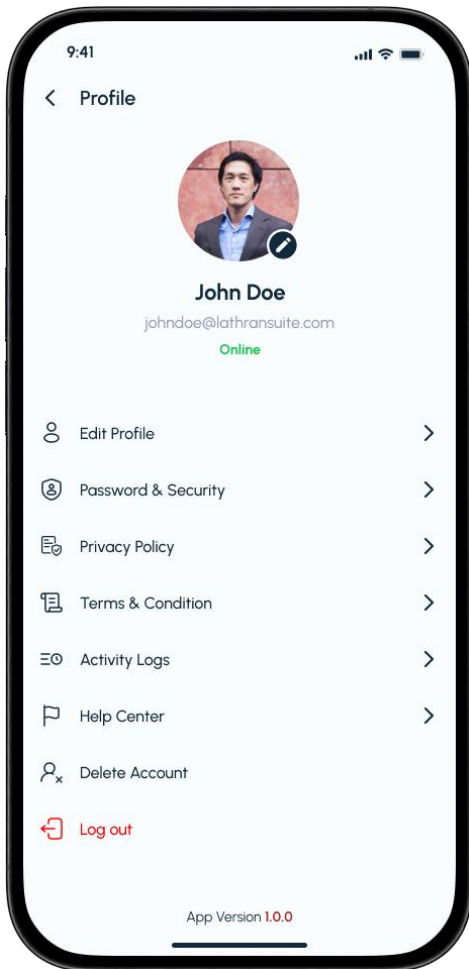 9:41
Profile
John Doe
johndoe@lathransuite.com
Online
Edit Profile
Password & Security
Privacy Policy
Terms & Condition
Activity Logs
Help Center
Delete Account
Log out
App Version 1.0.0